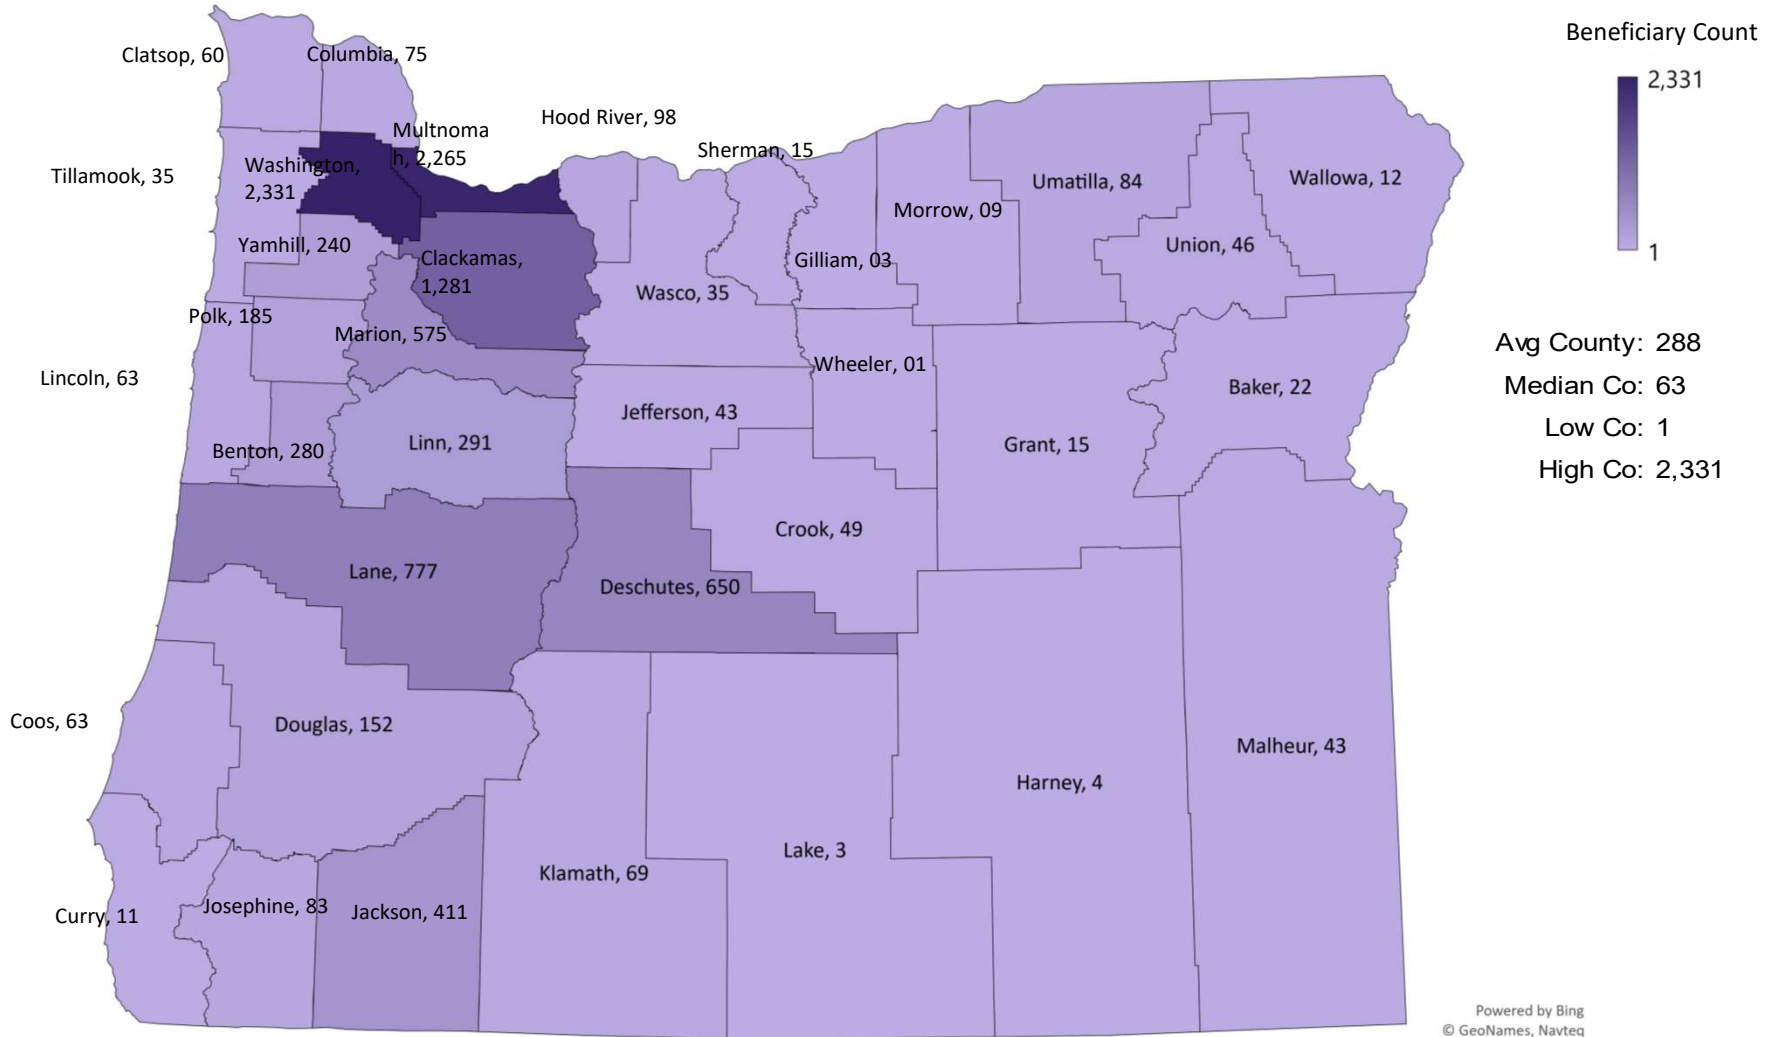 Beneficiary Count
2,331
1
Clatsop, 60
Columbia, 75
Hood River, 98
Multnoma
h, 2,265
Sherman, 15
Tillamook, 35
Washington,
2,331
Umatilla, 84
Wallowa, 12
Morrow, 09
Yamhill, 240
Union, 46
Clackamas,
1,281
Gilliam, 03
Wasco, 35
Polk, 185
Marion, 575
Wheeler, 01
Lincoln, 63
Baker, 22
Jefferson, 43
Benton, 280
Linn, 291
Grant, 15
Avg County: 288
Median Co: 63
Low Co: 1
High Co: 2,331
Crook, 49
Lane, 777
Deschutes, 650
Coos, 63
Douglas, 152
Malheur, 43
Harney, 4
Lake, 3
Klamath, 69
Curry, 11
Josephine, 83
Jackson, 411
Powered by Bing
© GeoNames, Navteq